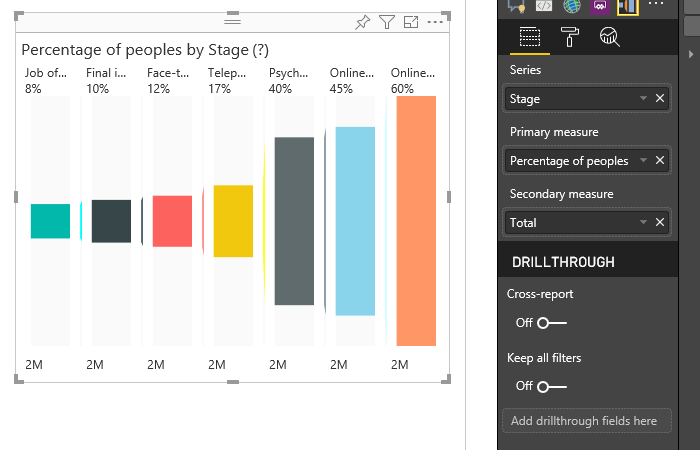 Percentage of peoples by Stage (?)
Job of... Final i... Face-t... Telep... Psych... Online... Online...
8% 10% 12% 17% 40% 45% 60%
2M 2M 2M 2M 2M 2M 2M
Series
Stage
Primary measure
Percentage of peoples
Secondary measure
Total
DRILLTHROUGH
Cross-report
Off
Keep all filters
Off
Add drillthrough fields here